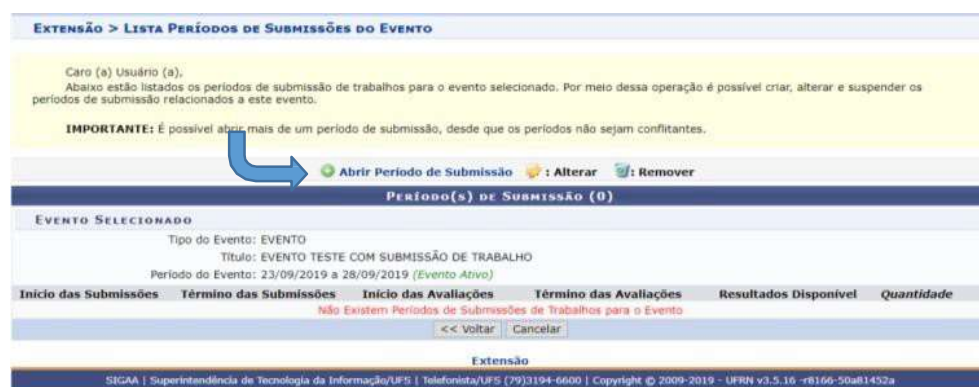 EXTENSÃO > LISTA PERÍODOS DE SUBMISSÕES DO EVENTO
Caro (a) Usuário (a),
Abaixo estão listados os períodos de submissão de trabalhos para o evento selecionado. Por meio dessa operação é possível criar, alterar e suspender os
períodos de submissão relacionados a este evento.
IMPORTANTE: É possível abrir mais de um período de submissão, desde que os períodos não sejam conflitantes.
Abrir Período de Submissão : Alterar : Remover
PERÍODO(S) DE SUBMISSÃO (0)
EVENTO SELECIONADO
Tipo do Evento: EVENTO
Título: EVENTO TESTE COM SUBMISSÃO DE TRABALHO
Período do Evento: 23/09/2019 a 28/09/2019 (Evento Ativo)
Início das Submissões Término das Submissões Início das Avaliações Término das Avaliações Resultados Disponível Quantidade
Não Existem Períodos de Submissões de Trabalhos para o Evento
<< Voltar Cancelar
Extensão
SIGAA | Superintendência de Tecnologia da Informação/UFS | Telefonista/UFS (79)3194-6600 | Copyright © 2009-2019 - UFRN v3.5.16 -r8166-50a81452a